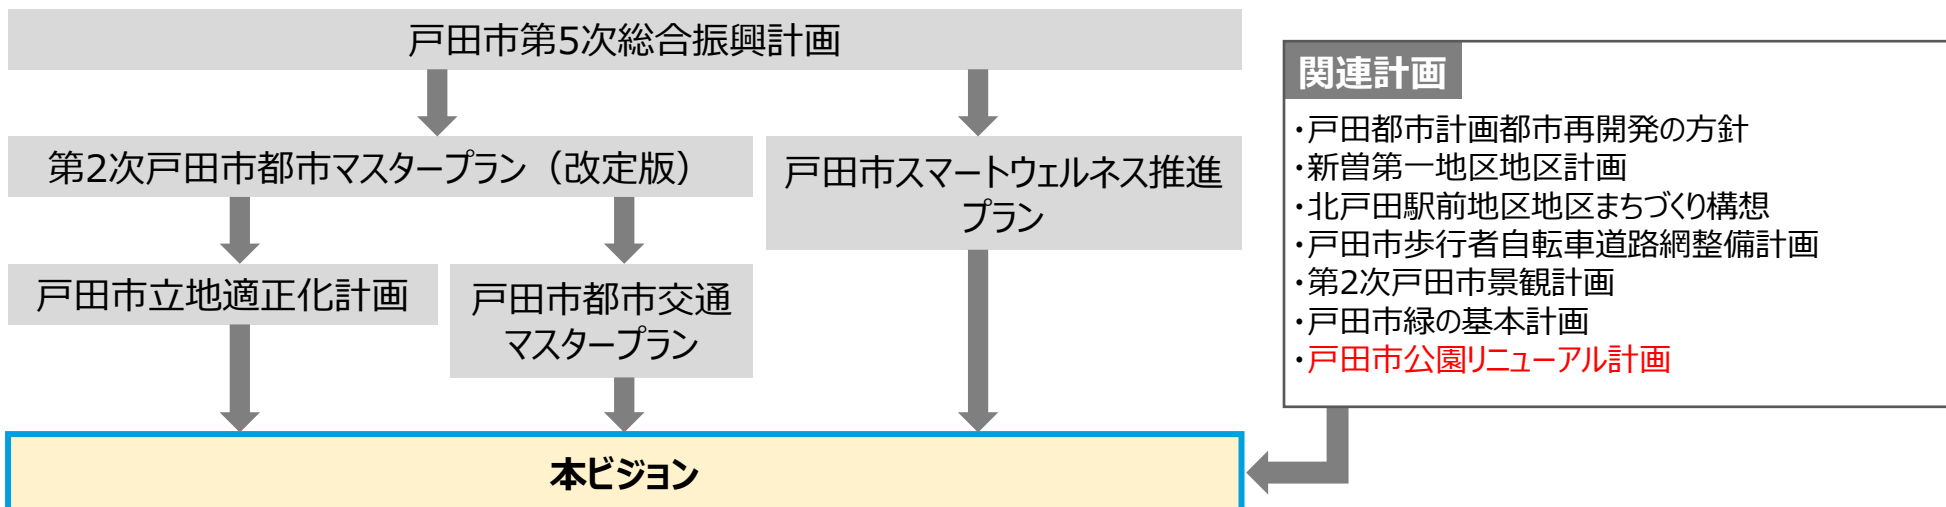 戸田市第5次総合振興計画
第2次戸田市都市マスタープラン（改定版）
戸田市スマートウェルネス推進
プラン
戸田市立地適正化計画
戸田市都市交通
マスタープラン
本ビジョン
関連計画
・戸田都市計画都市再開発の方針
・新曽第一地区地区計画
・北戸田駅前地区地区まちづくり構想
・戸田市歩行者自転車道路網整備計画
・第2次戸田市景観計画
・戸田市緑の基本計画
・戸田市公園リニューアル計画